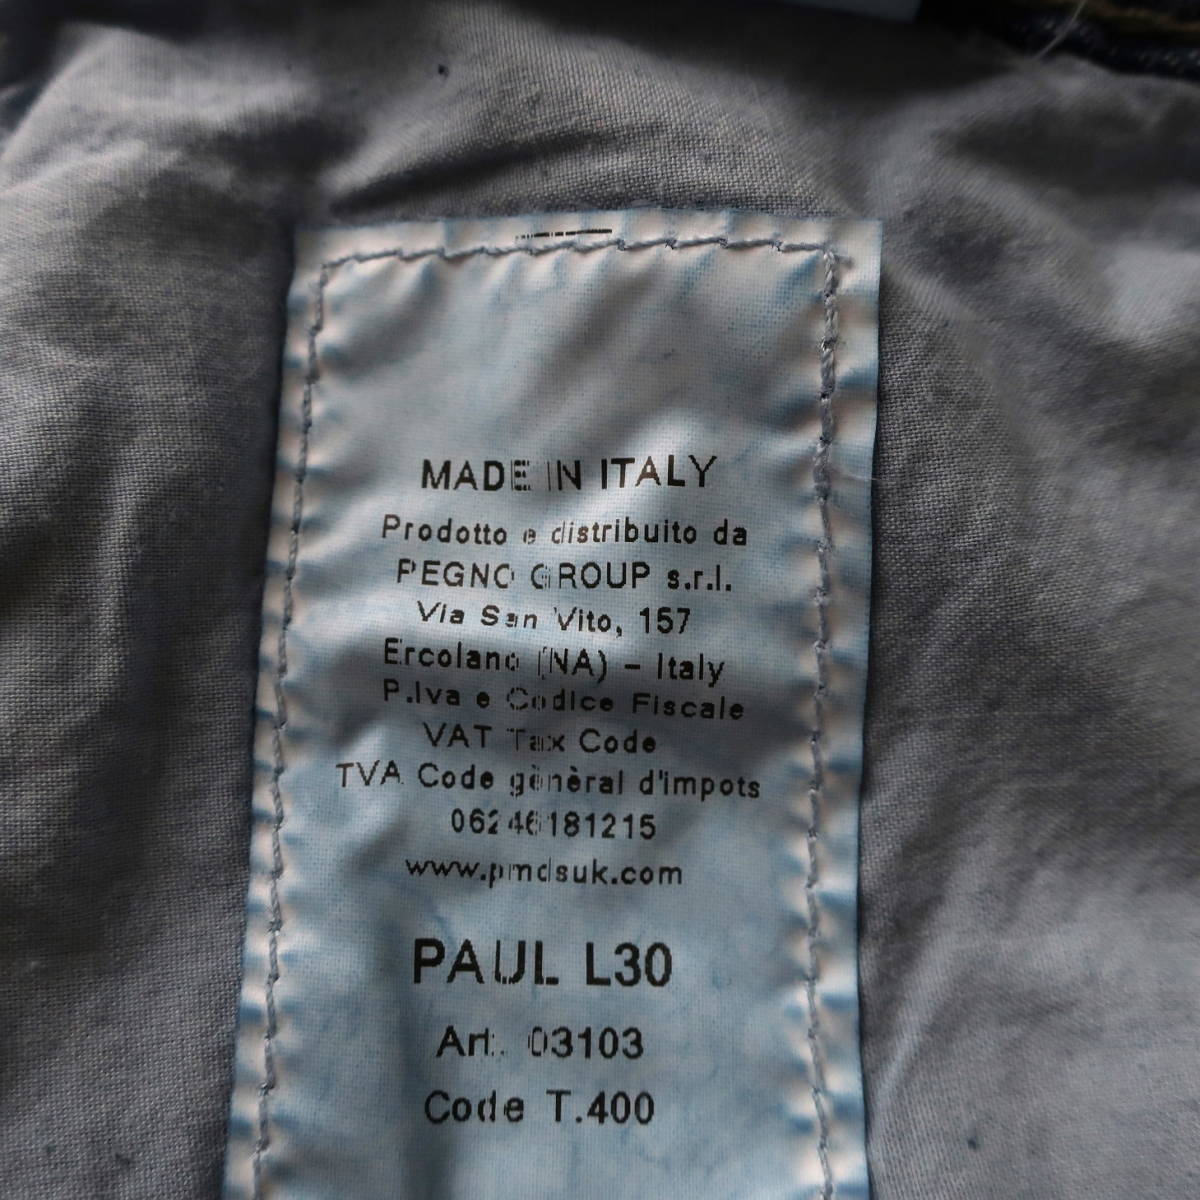 MADE IN ITALY
Prodotto e distribuito da
PEGNO GROUP s.r.l.
Via San Vito, 157
Ercolano (NA) - Italy
P.Iva e Codice Fiscale
VAT Tax Code
TVA Code gènèral d'impots
06246181215
www.pmdsuk.com
PAUL L30
Art. 03103
Code T.400